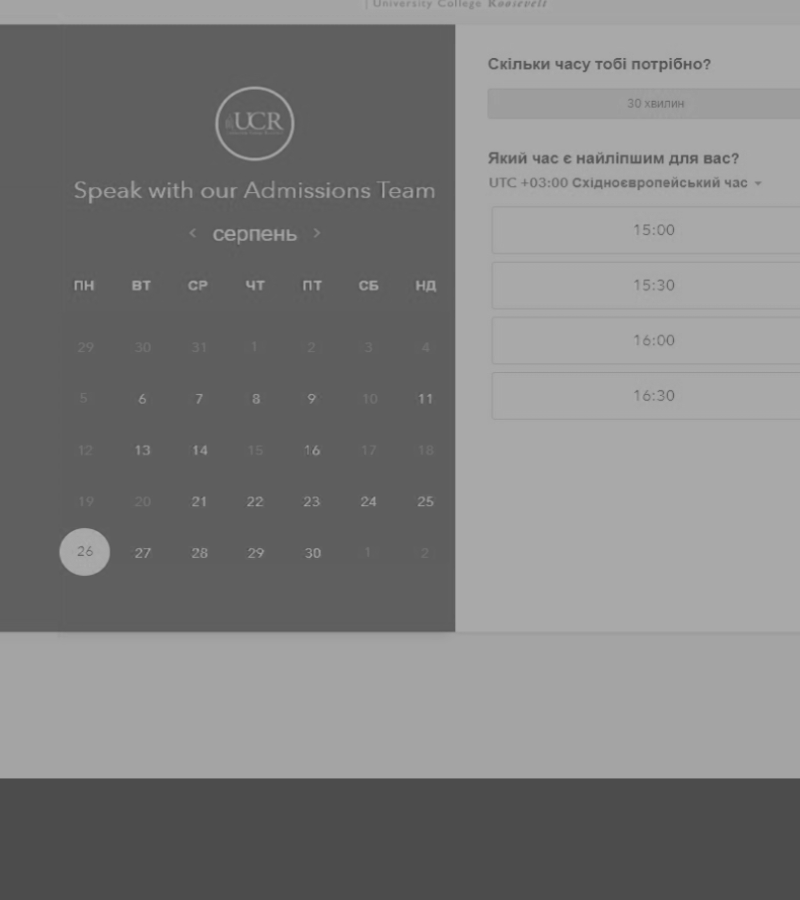 | University College Roosevelt
UCR
Speak with our Admissions Team
< серпень >
ПН ВТ СР ЧТ ПТ СБ НД
29 30 31 1 2 3 4
5 6 7 8 9 10 11
12 13 14 15 16 17 18
19 20 21 22 23 24 25
26 27 28 29 30 1 2
Скільки часу тобі потрібно?
30 хвилин
Який час є найліпшим для вас?
UTC +03:00 Східноєвропейський час
15:00
15:30
16:00
16:30